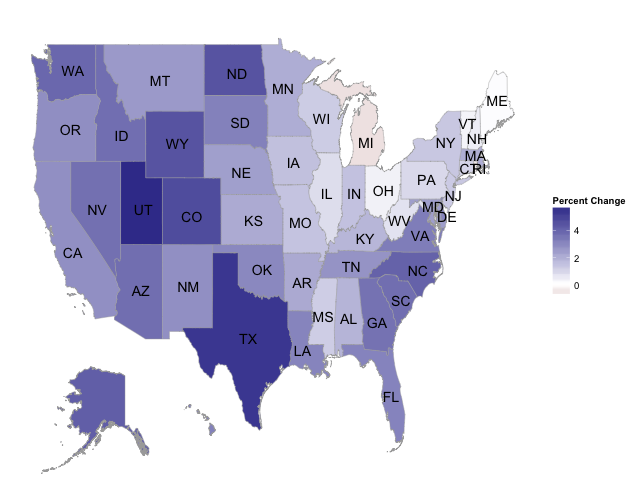 WA
MT
ND
MN
ME
OR
ID
WY
SD
WI
MI
VT
NH
NY
MA
CT
RI
NE
IA
IL
IN
OH
PA
NJ
Percent Change
NV
UT
CO
KS
MO
KY
WV
MD
DE
VA
4
2
0
CA
AZ
NM
OK
AR
TN
NC
SC
MS
AL
GA
TX
LA
FL